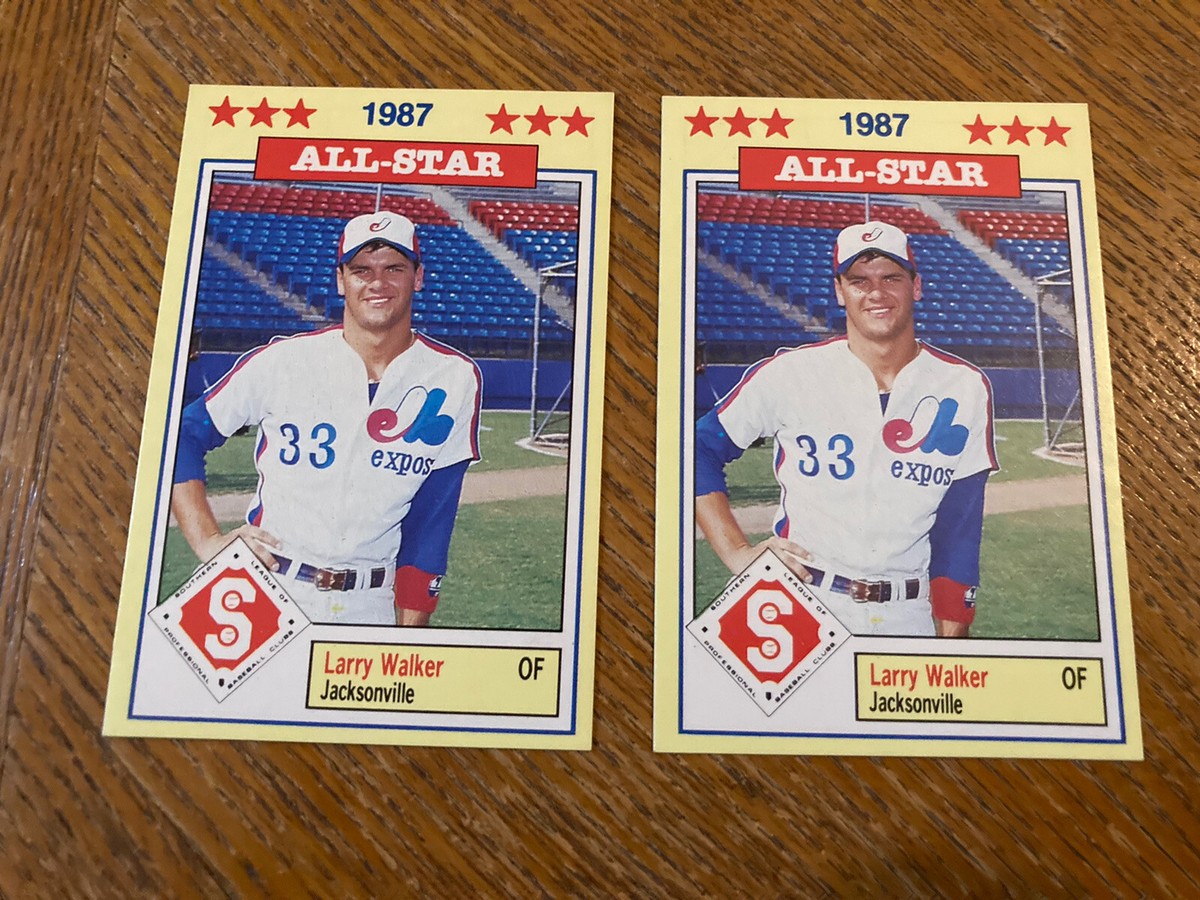 1987
ALL-STAR
33
expos
SOUTHERN LEAGUE OF
PROFESSIONAL BASEBALL CLUBS
S
Larry Walker OF
Jacksonville
1987
ALL-STAR
33
expos
SOUTHERN LEAGUE OF
PROFESSIONAL BASEBALL CLUBS
S
Larry Walker OF
Jacksonville